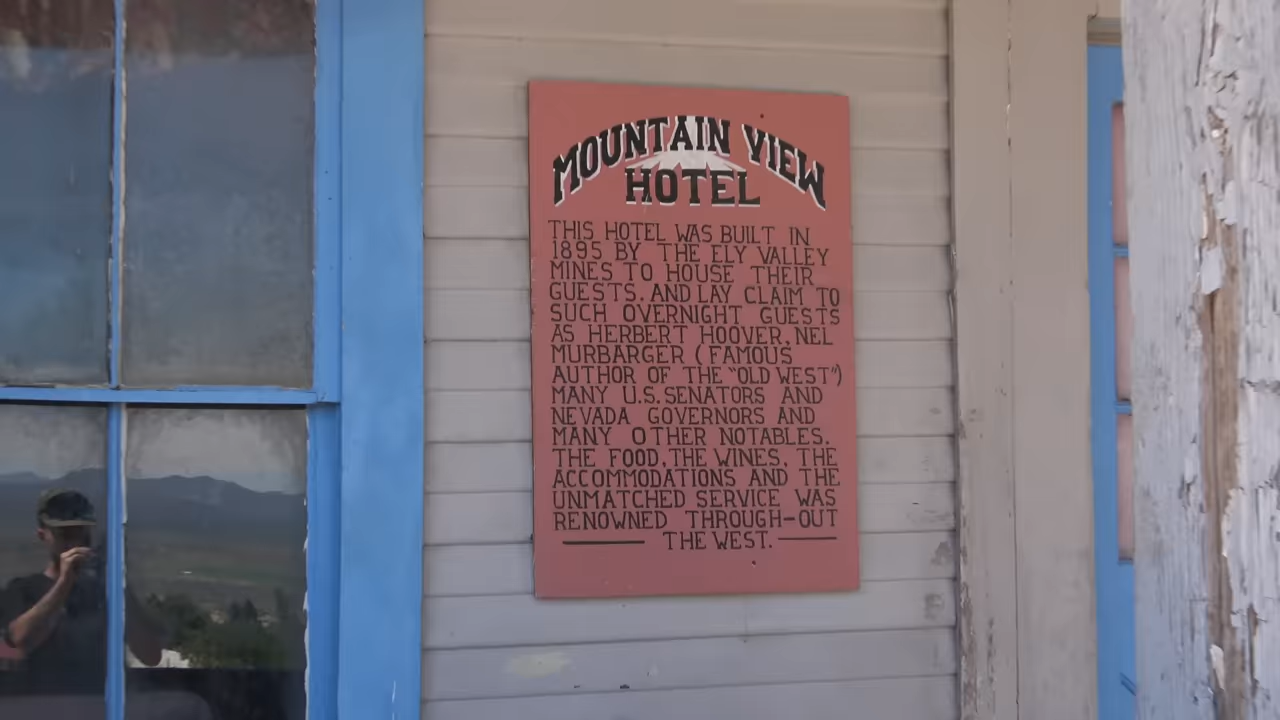 MOUNTAIN VIEW
HOTEL
THIS HOTEL WAS BUILT IN
1895 BY THE ELY VALLEY
MINES TO HOUSE THEIR
GUESTS. AND LAY CLAIM TO
SUCH OVERNIGHT GUESTS
AS HERBERT HOOVER, NEL
MURBARGER (FAMOUS
AUTHOR OF THE "OLD WEST")
MANY U.S. SENATORS AND
NEVADA GOVERNORS AND
MANY OTHER NOTABLES.
THE FOOD, THE WINES, THE
ACCOMMODATIONS AND THE
UNMATCHED SERVICE WAS
RENOWNED THROUGH-OUT
THE WEST.